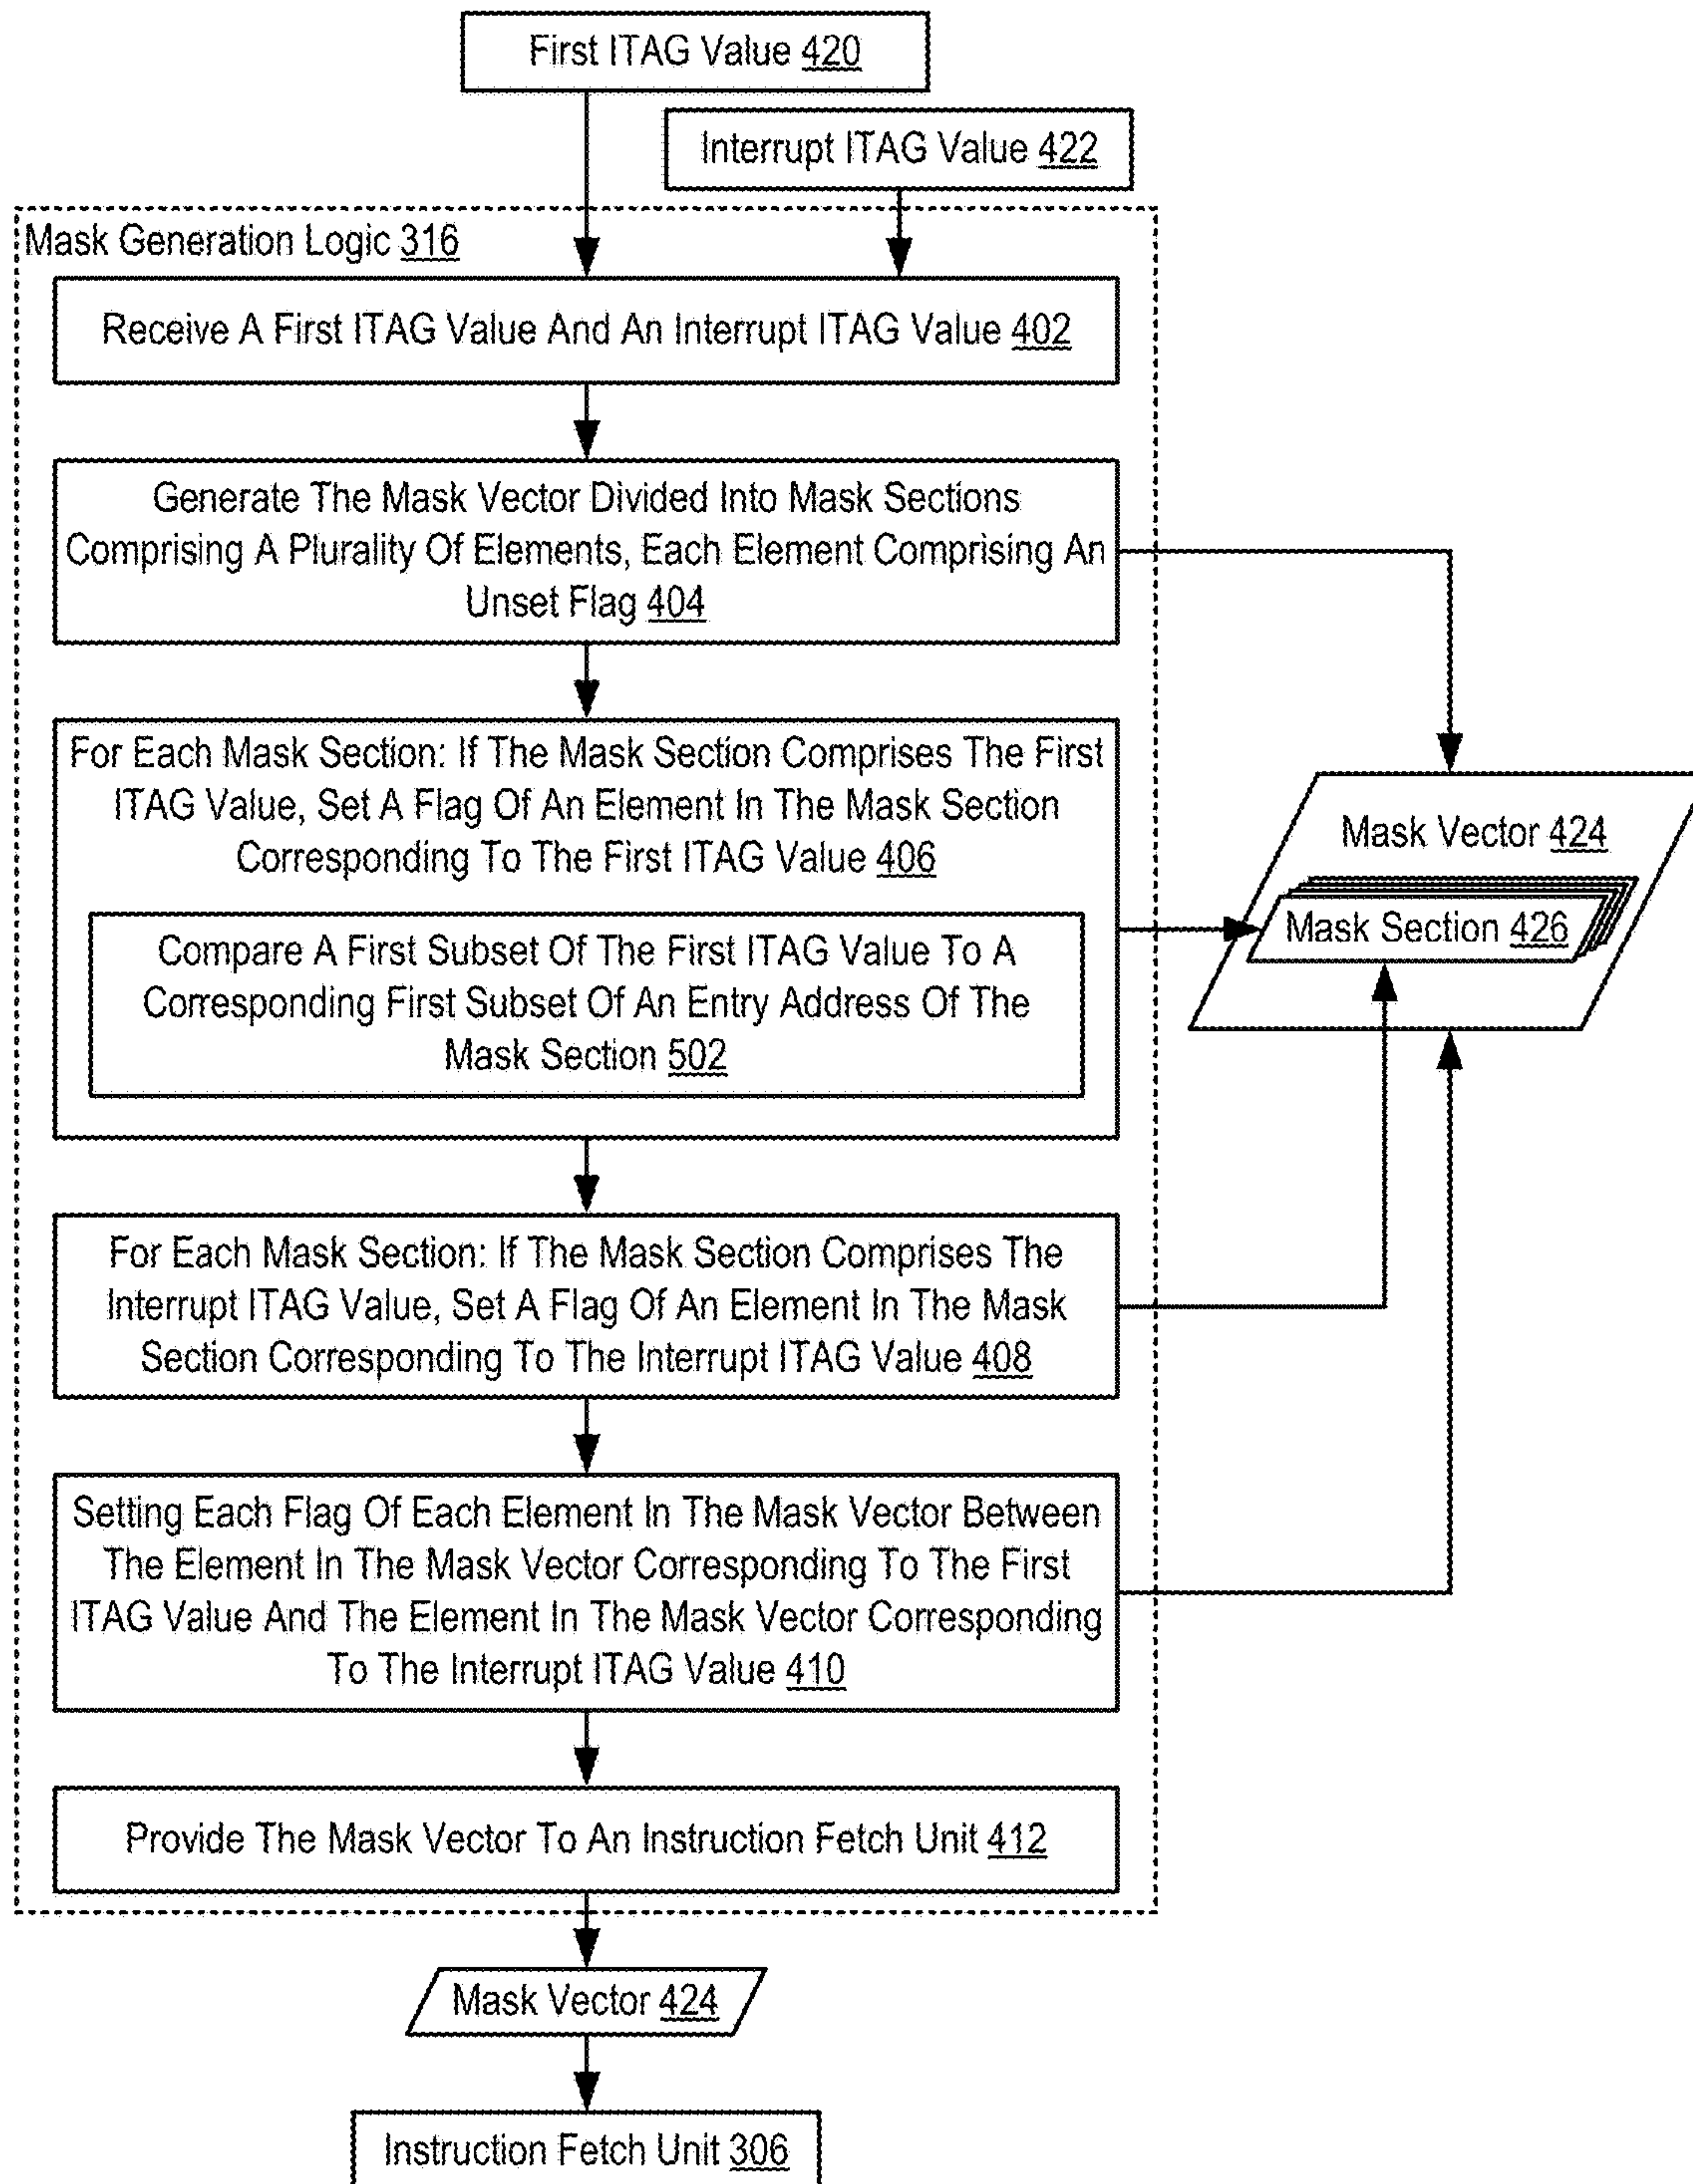 First ITAG Value 420
Interrupt ITAG Value 422
Mask Generation Logic 316
Receive A First ITAG Value And An Interrupt ITAG Value 402
Generate The Mask Vector Divided Into Mask Sections
Comprising A Plurality Of Elements, Each Element Comprising An
Unset Flag 404
For Each Mask Section: If The Mask Section Comprises The First
ITAG Value, Set A Flag Of An Element In The Mask Section
Corresponding To The First ITAG Value 406
Compare A First Subset Of The First ITAG Value To A
Corresponding First Subset Of An Entry Address Of The
Mask Section 502
Mask Vector 424
Mask Section 426
For Each Mask Section: If The Mask Section Comprises The
Interrupt ITAG Value, Set A Flag Of An Element In The Mask
Section Corresponding To The Interrupt ITAG Value 408
Setting Each Flag Of Each Element In The Mask Vector Between
The Element In The Mask Vector Corresponding To The First
ITAG Value And The Element In The Mask Vector Corresponding
To The Interrupt ITAG Value 410
Provide The Mask Vector To An Instruction Fetch Unit 412
Mask Vector 424
Instruction Fetch Unit 306